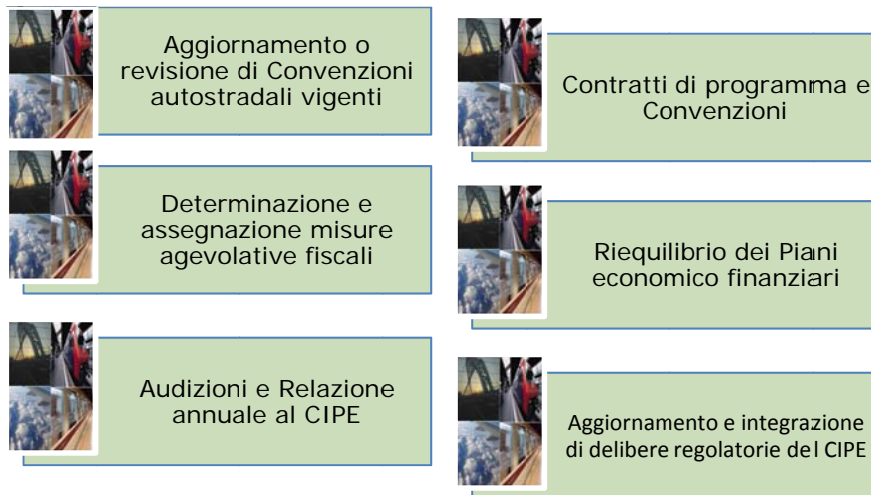 Aggiornamento o
revisione di Convenzioni
autostradali vigenti
Determinazione e
assegnazione misure
agevolative fiscali
Audizioni e Relazione
annuale al CIPE
Contratti di programma e
Convenzioni
Riequilibrio dei Piani
economico finanziari
Aggiornamento e integrazione
di delibere regolatorie del CIPE